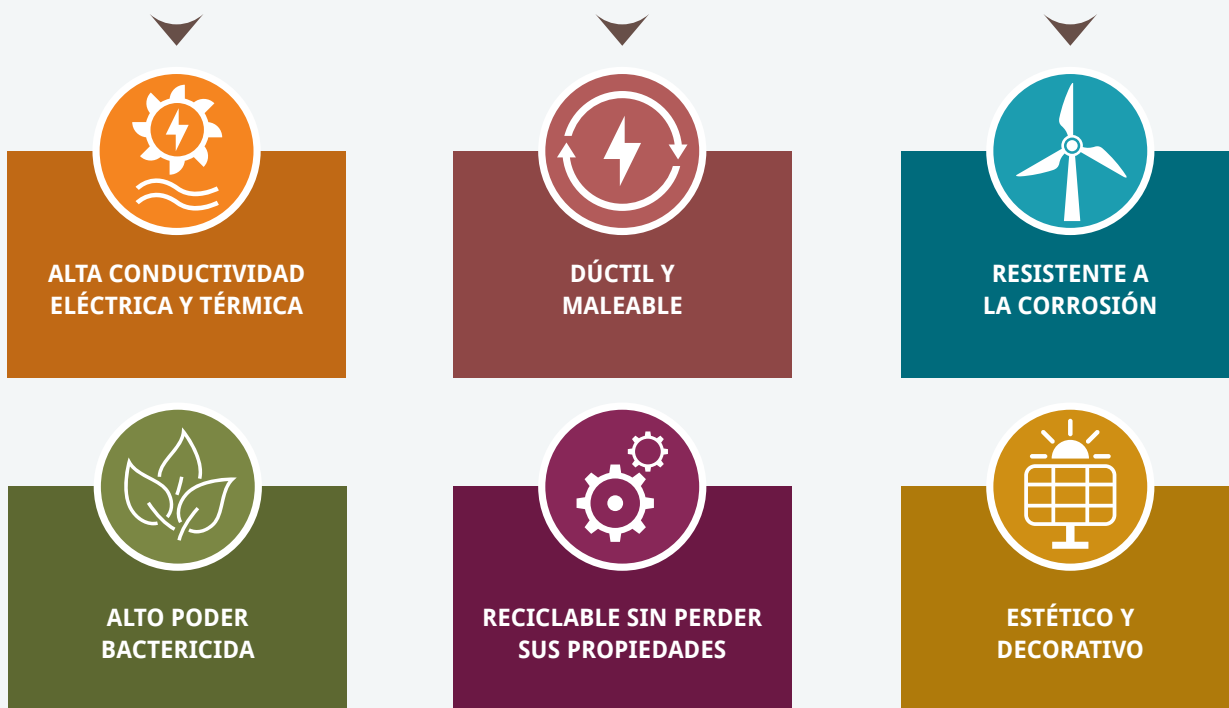 ALTA CONDUCTIVIDAD
ELÉCTRICA Y TÉRMICA
DÚCTIL Y
MALEABLE
RESISTENTE A
LA CORROSIÓN
ALTO PODER
BACTERICIDA
RECICLABLE SIN PERDER
SUS PROPIEDADES
ESTÉTICO Y
DECORATIVO